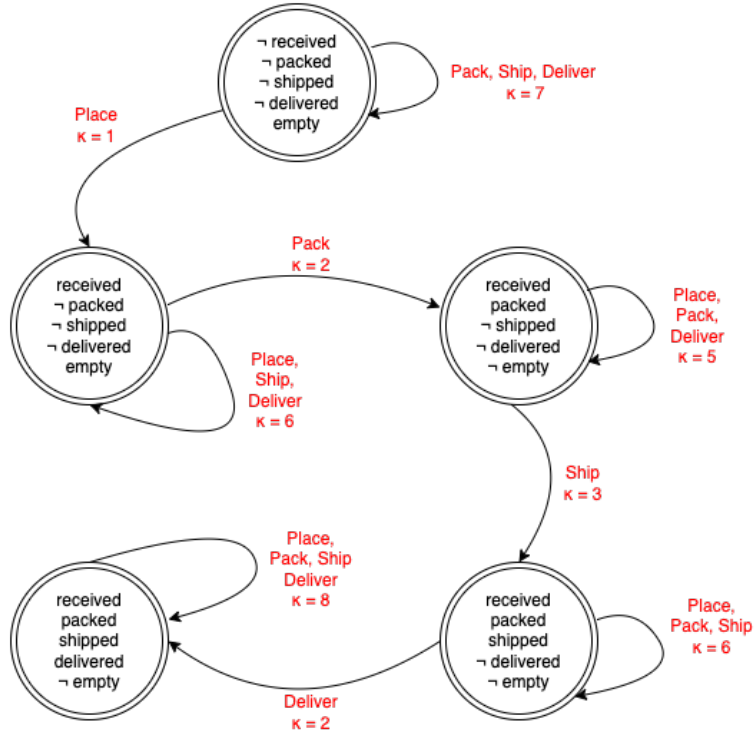 ¬ received
¬ packed
¬ shipped
¬ delivered
empty
Pack, Ship, Deliver
κ = 7
Place
κ = 1
received
¬ packed
¬ shipped
¬ delivered
empty
Pack
κ = 2
Place,
Ship,
Deliver
κ = 6
received
packed
¬ shipped
¬ delivered
¬ empty
Place,
Pack,
Deliver
κ = 5
Ship
κ = 3
received
packed
shipped
delivered
¬ empty
Place,
Pack, Ship
Deliver
κ = 8
Deliver
κ = 2
received
packed
shipped
¬ delivered
¬ empty
Place,
Pack, Ship
κ = 6